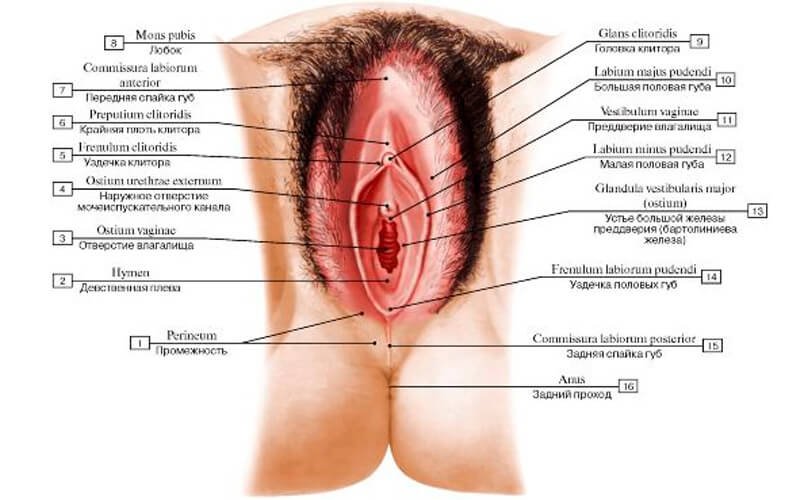 8
Mons pubis
Лобок
7
Commissura labiorum
anterior
Передняя спайка губ
6
Preputium clitoridis
Крайняя плоть клитора
5
Frenulum clitoridis
Уздечка клитора
4
Ostium urethrae externum
Наружное отверстие
мочеиспускательного канала
3
Ostium vaginae
Отверстие влагалища
2
Hymen
Девственная плева
1
Perineum
Промежность
Glans clitoridis
Головка клитора
9
Labium majus pudendi
Большая половая губа
10
Vestibulum vaginae
Преддверие влагалища
11
Labium minus pudendi
Малая половая губа
12
Glandula vestibularis major
(ostium)
Устье большой железы
преддверия (бартолиниева
железа)
13
Frenulum labiorum pudendi
Уздечка половых губ
14
Commissura labiorum posterior
Задняя спайка губ
15
Anus
Задний проход
16